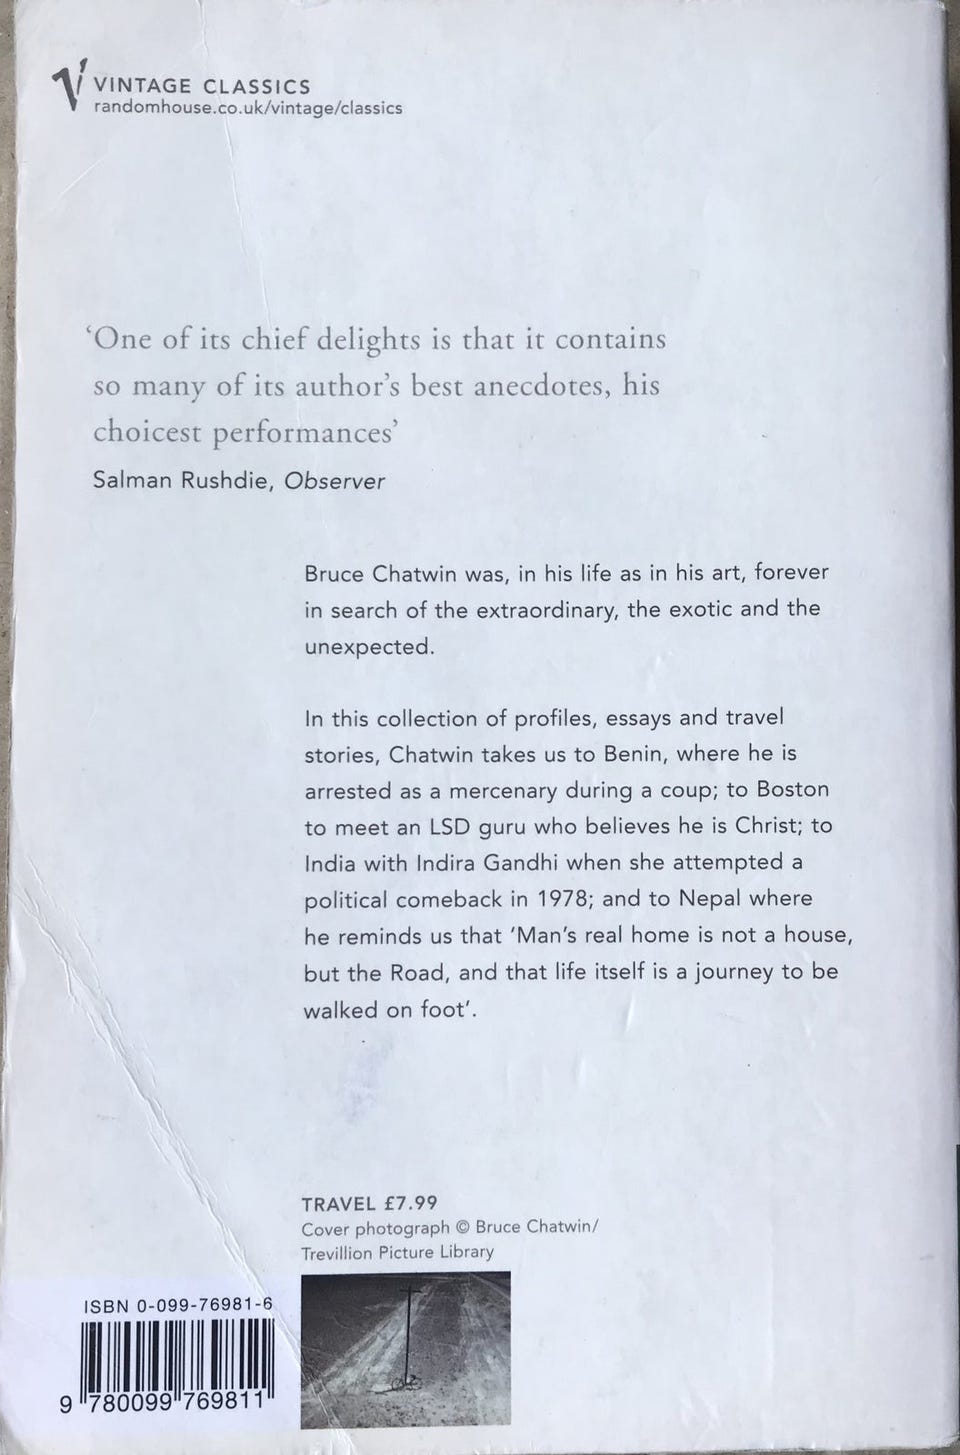 VINTAGE CLASSICS
randomhouse.co.uk/vintage/classics
‘One of its chief delights is that it contains
so many of its author’s best anecdotes, his
choicest performances’
Salman Rushdie, Observer
Bruce Chatwin was, in his life as in his art, forever
in search of the extraordinary, the exotic and the
unexpected.
In this collection of profiles, essays and travel
stories, Chatwin takes us to Benin, where he is
arrested as a mercenary during a coup; to Boston
to meet an LSD guru who believes he is Christ; to
India with Indira Gandhi when she attempted a
political comeback in 1978; and to Nepal where
he reminds us that ‘Man’s real home is not a house,
but the Road, and that life itself is a journey to be
walked on foot’.
TRAVEL £7.99
Cover photograph © Bruce Chatwin/
Trevillion Picture Library
ISBN 0-099-76981-6
9 780099 769811